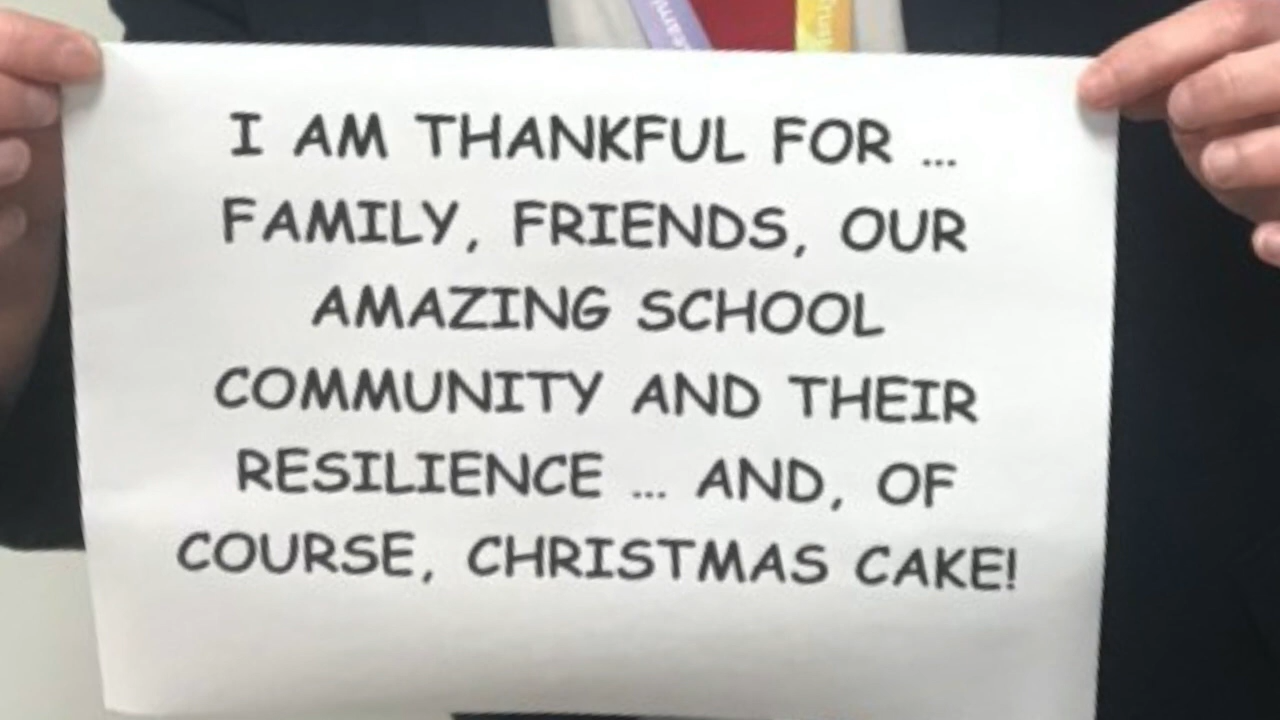 I AM THANKFUL FOR ...
FAMILY, FRIENDS, OUR
AMAZING SCHOOL
COMMUNITY AND THEIR
RESILIENCE ... AND, OF
COURSE, CHRISTMAS CAKE!